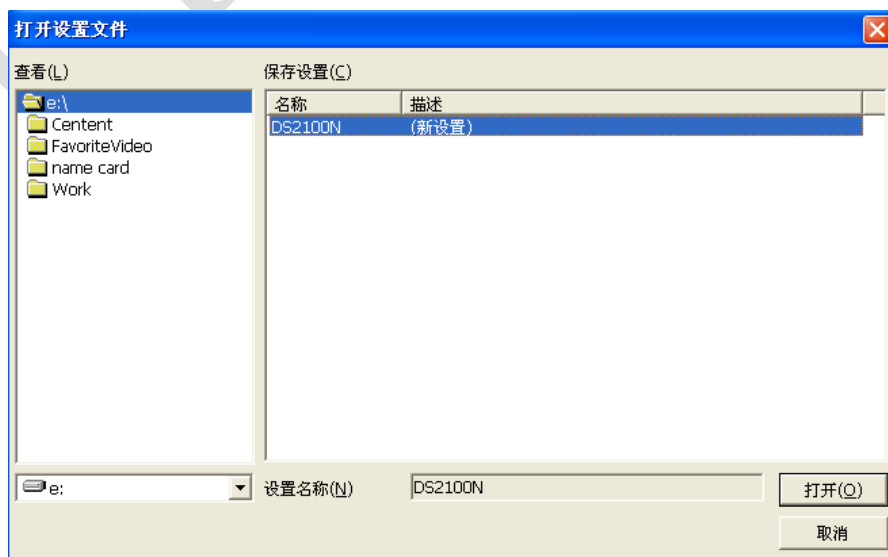 打开设置文件
查看(L)
保存设置(C)
e:\
Centent
FavoriteVideo
name card
Work
名称 描述
DS2100N (新设置)
e:
设置名称(N) DS2100N 打开(O)
取消